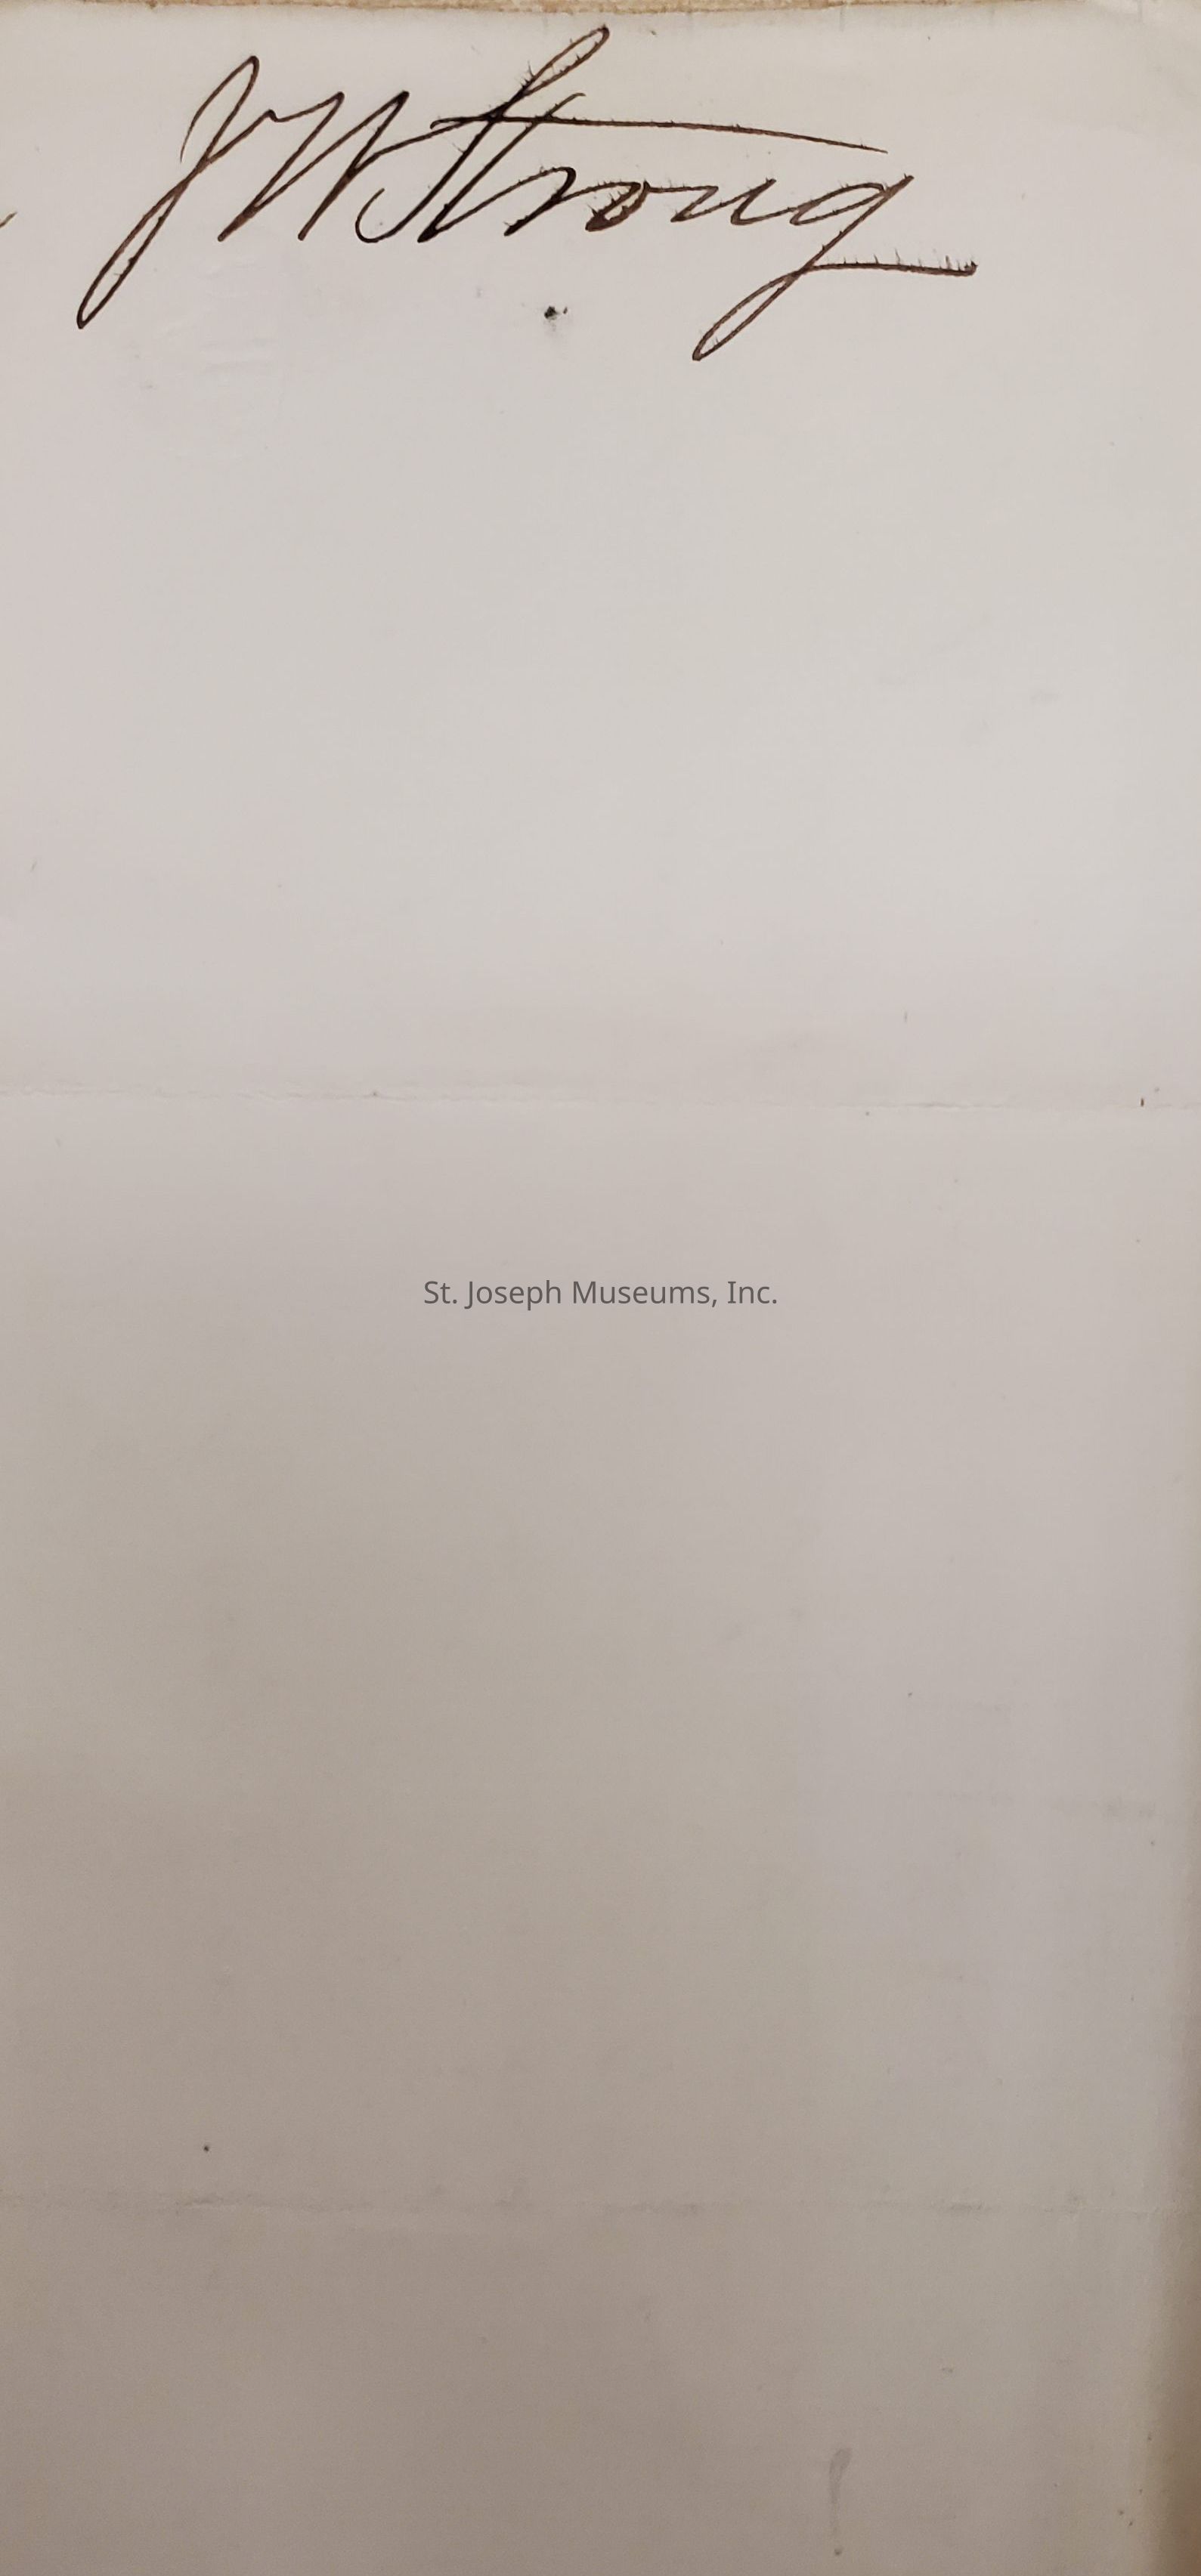 J W Strong
St. Joseph Museums, Inc.